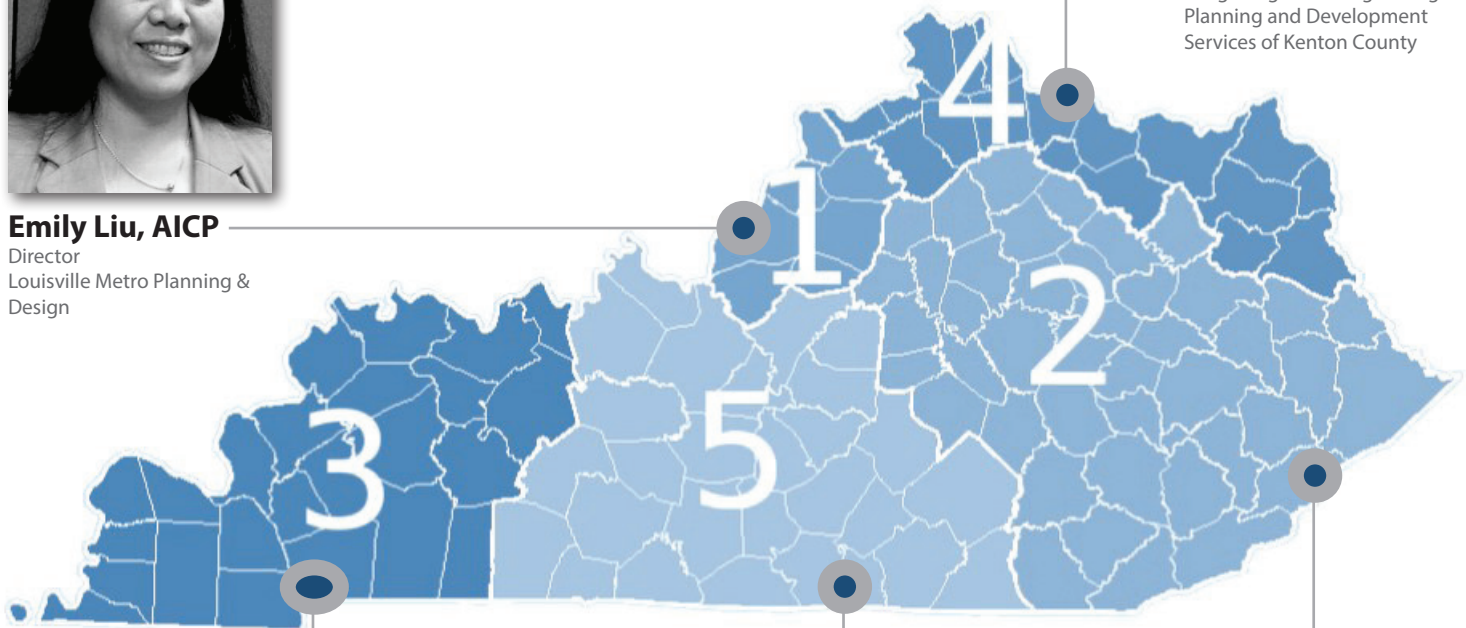 Planning and Development
Services of Kenton County
4
1
Emily Liu, AICP
Director
Louisville Metro Planning &
Design
2
3
5